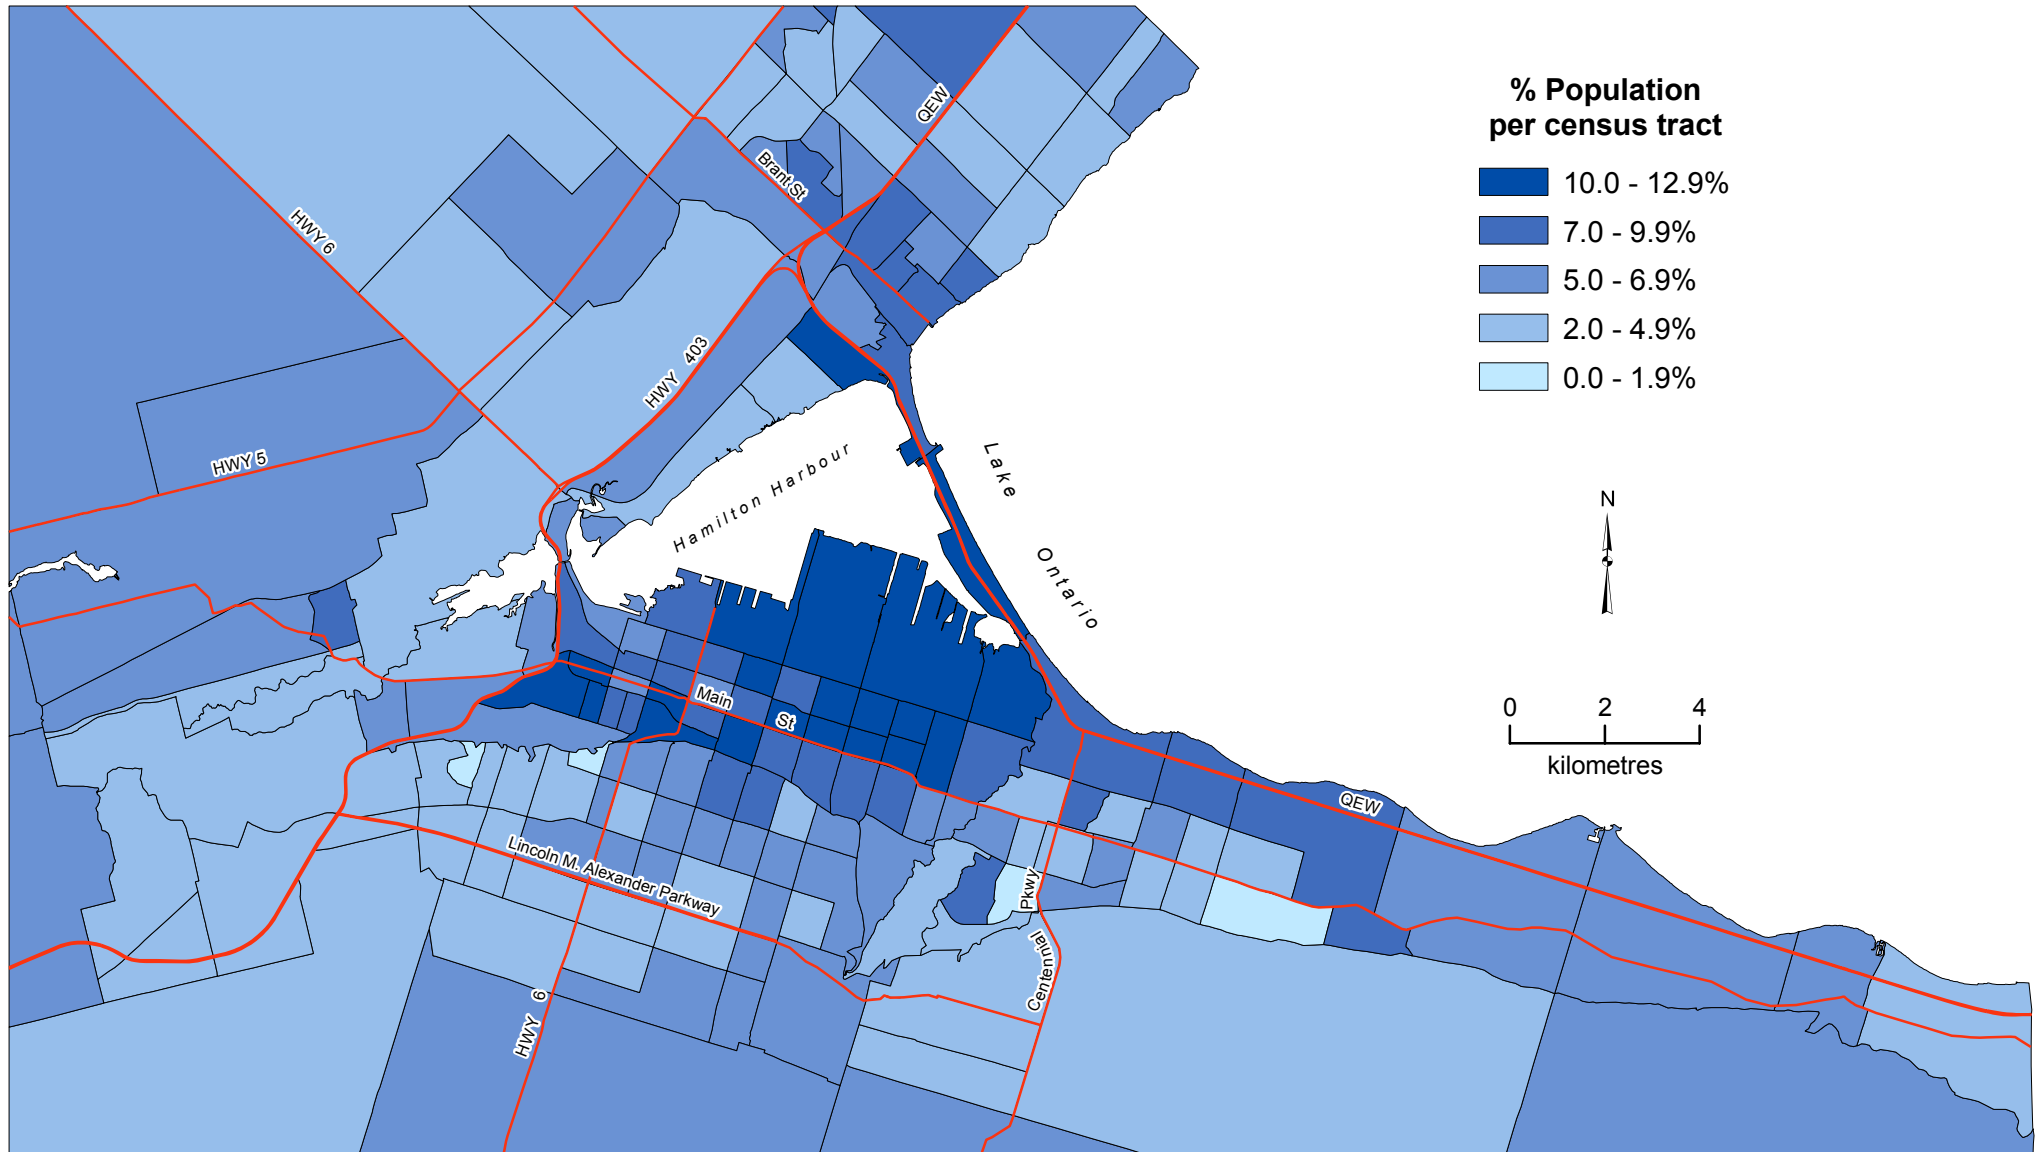 % Population
per census tract
10.0 - 12.9%
7.0 - 9.9%
5.0 - 6.9%
2.0 - 4.9%
0.0 - 1.9%
QEW
Brant St
HWY 6
HWY 403
HWY 5
Hamilton Harbour
Lake
Ontario
N
0 2 4
kilometres
Main
St
QEW
Lincoln M. Alexander Parkway
Centennial
Pkwy
HWY 6